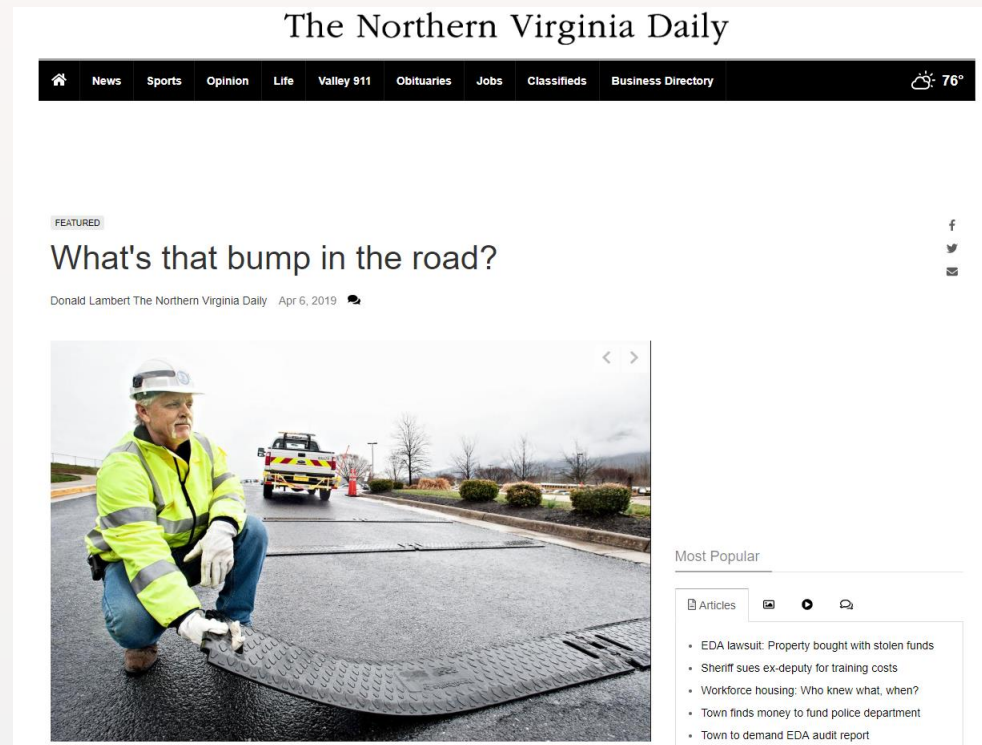 The Northern Virginia Daily
News Sports Opinion Life Valley 911 Obituaries Jobs Classifieds Business Directory 76°
FEATURED
What's that bump in the road?
Donald Lambert The Northern Virginia Daily Apr 6, 2019
Most Popular
Articles
EDA lawsuit: Property bought with stolen funds
Sheriff sues ex-deputy for training costs
Workforce housing: Who knew what, when?
Town finds money to fund police department
Town to demand EDA audit report